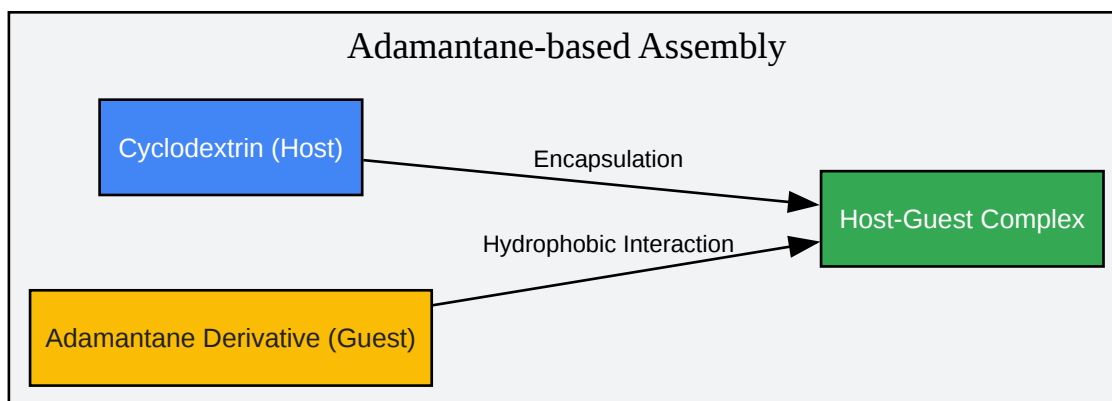 Adamantane-based Assembly
Cyclodextrin (Host)
Encapsulation
Host-Guest Complex
Hydrophobic Interaction
Adamantane Derivative (Guest)